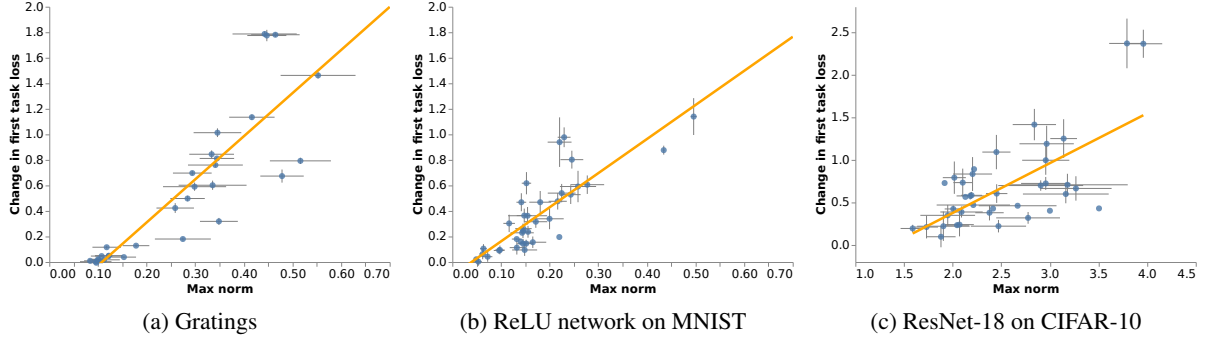 2.0
1.8
1.6
1.4
1.2
1.0
0.8
0.6
0.4
0.2
0.0
Change in first task loss
0.00 0.10 0.20 0.30 0.40 0.50 0.60 0.70
Max norm
(a) Gratings
2.0
1.8
1.6
1.4
1.2
1.0
0.8
0.6
0.4
0.2
0.0
Change in first task loss
0.00 0.10 0.20 0.30 0.40 0.50 0.60 0.70
Max norm
(b) ReLU network on MNIST
2.5
2.0
1.5
1.0
0.5
0.0
Change in first task loss
1.0 1.5 2.0 2.5 3.0 3.5 4.0 4.5
Max norm
(c) ResNet-18 on CIFAR-10